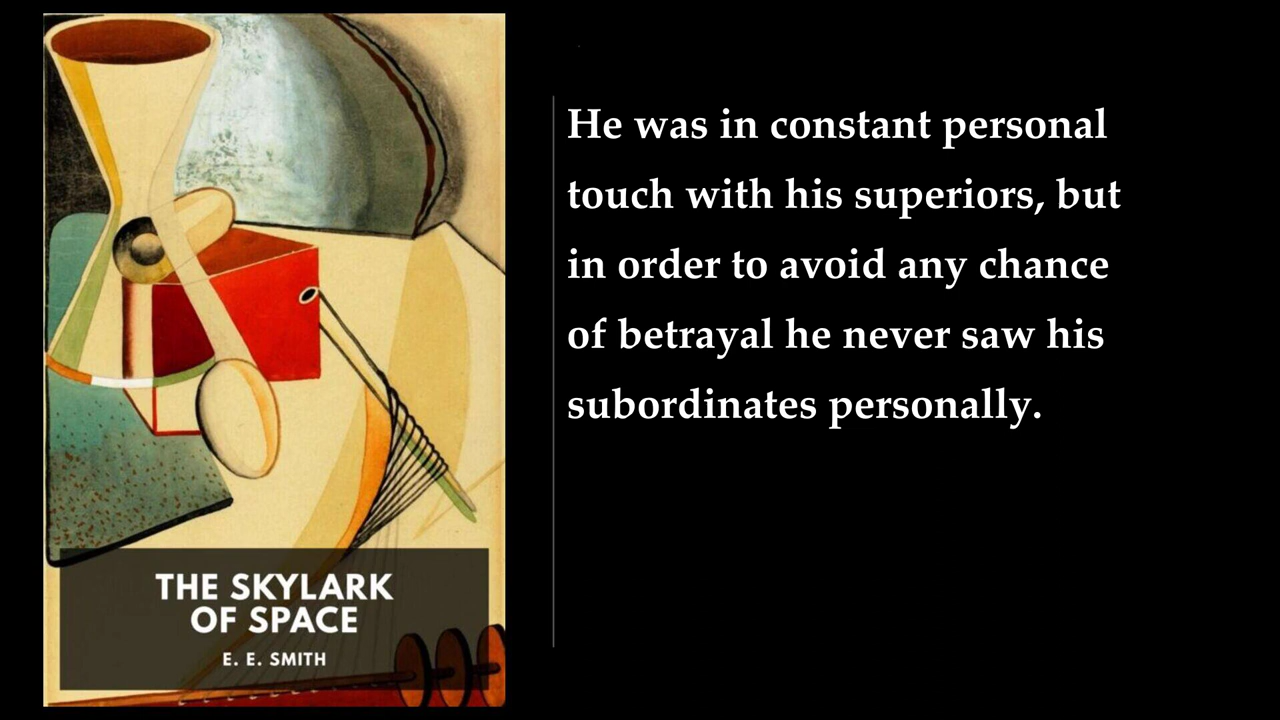 He was in constant personal
touch with his superiors, but
in order to avoid any chance
of betrayal he never saw his
subordinates personally.
THE SKYLARK
OF SPACE
E. E. SMITH